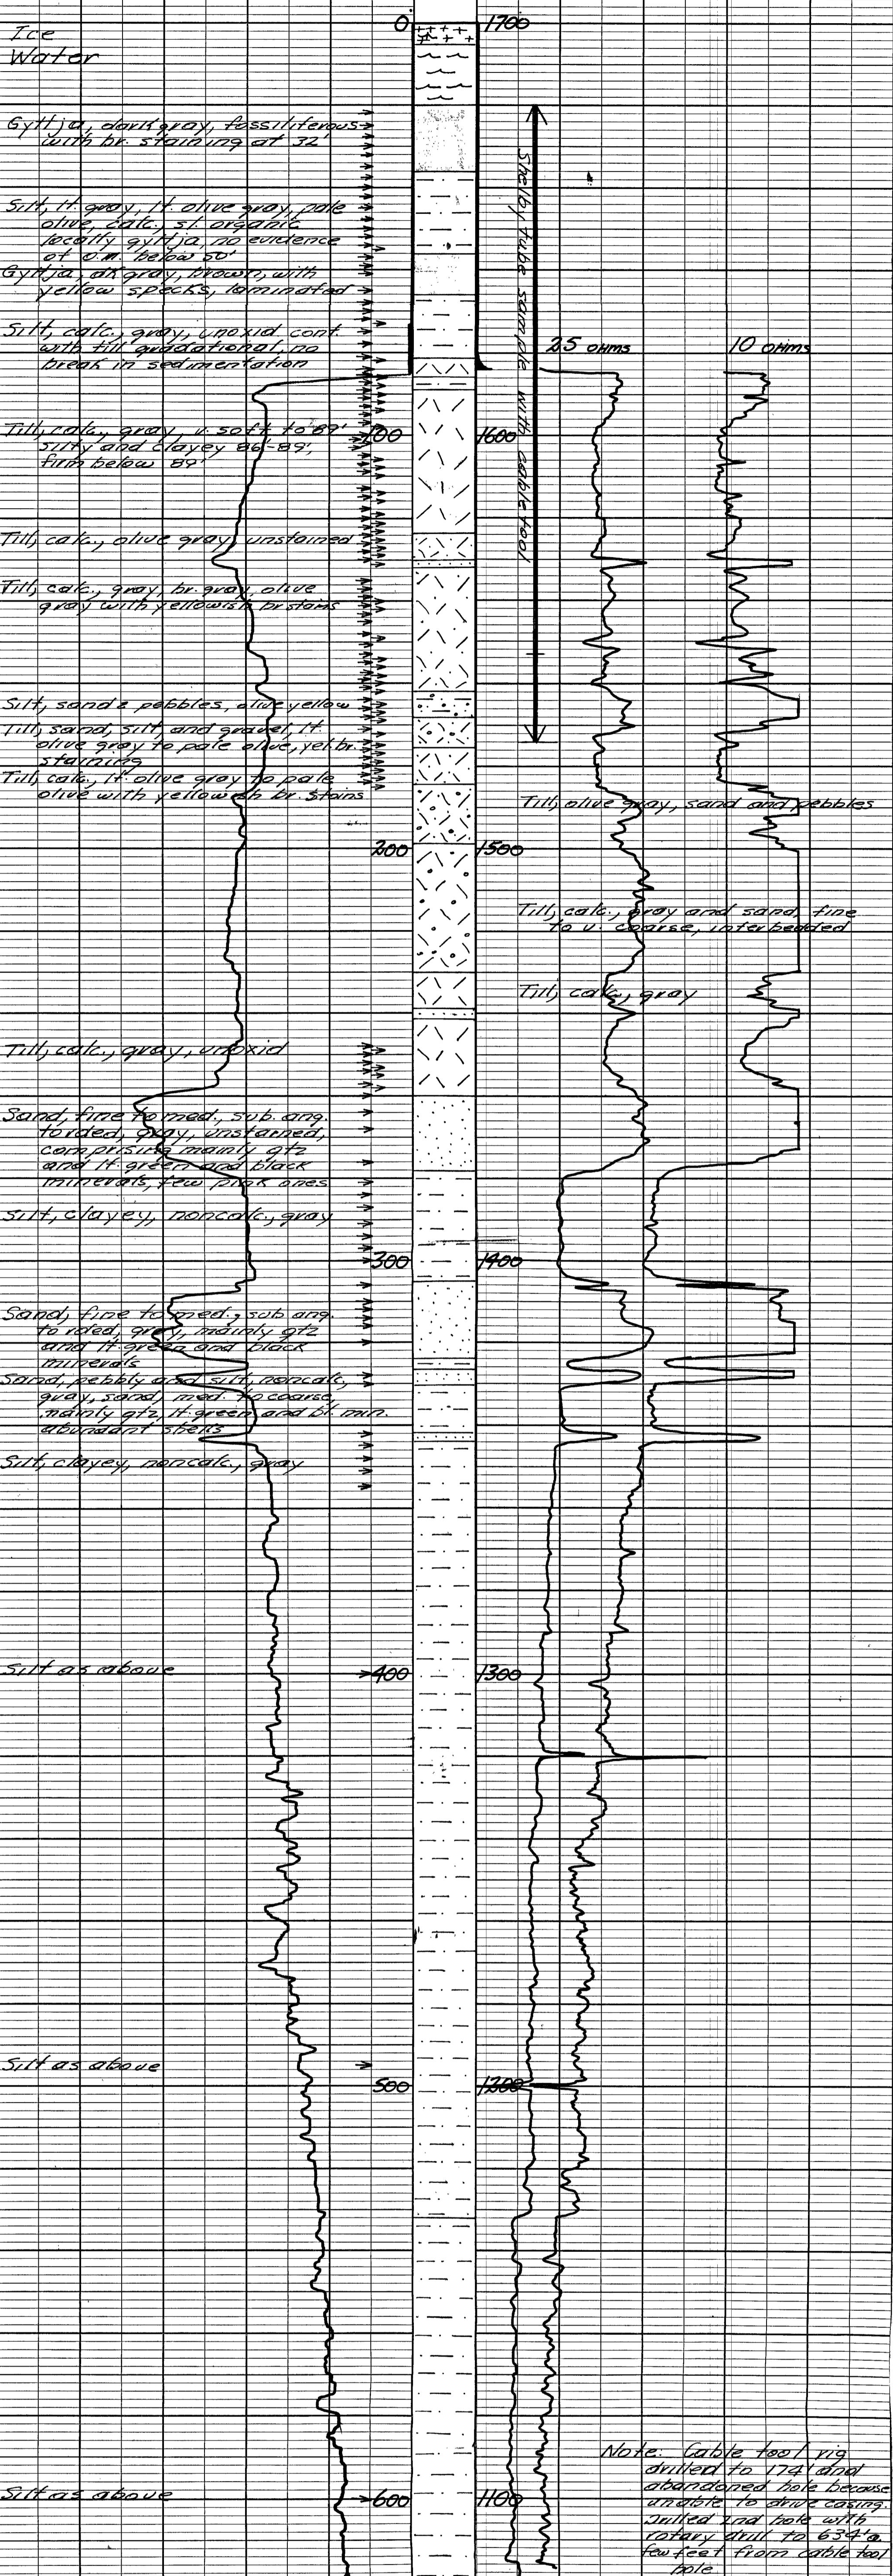 0 1700
Ice
Water
Gyttja, dark gray, fossiliferous
with br. staining at 32'
Shelby tube sample with cable tool
Silt, lt. gray, lt. olive gray, pale
olive, calc., sl. organic
locally gyttja, no evidence
of o.m. below 50'
Gyttja, dk gray, brown, with
yellow specks, laminated
Silt, calc., gray, unoxid cont.
with till gradational, no
break in sedimentation
25 ohms 10 ohms
Till, calc., gray, v. soft to 89'
silty and clayey 86'-89',
firm below 89'
100 1600
Till, calc., olive gray, unstained
Till, calc., gray, br. gray, olive
gray with yellowish br stains
Silt, sand & pebbles, olive yellow
Till, sand, silt, and gravel, lt.
olive gray to pale olive, yel. br.
staining
Till, calc., lt. olive gray to pale
olive with yellowish br. stains
Till, olive gray, sand and pebbles
200 1500
Till, calc., gray and sand, fine
to v. coarse, interbedded
Till, calc., gray
Till, calc., gray, unoxid
Sand, fine to med., sub. ang.
to rded, gray, unstained,
comprising mainly qtz
and lt. green and black
minerals, few pink ones
Silt, clayey, noncalc., gray
300 1400
Sand, fine to med., sub ang.
to rded, gray, mainly qtz
and lt. green and black
minerals
Sand, pebbly and silt, noncalc,
gray, sand, med. to coarse,
mainly qtz, lt. green and bl. min.
abundant shells
Silt, clayey, noncalc., gray
Silt as above
400 1300
Silt as above
500 1200
Silt as above
600 1100
Note: Cable tool rig
drilled to 174' and
abandoned hole because
unable to drive casing.
Drilled 2nd hole with
rotary drill to 634' a
few feet from cable tool
hole